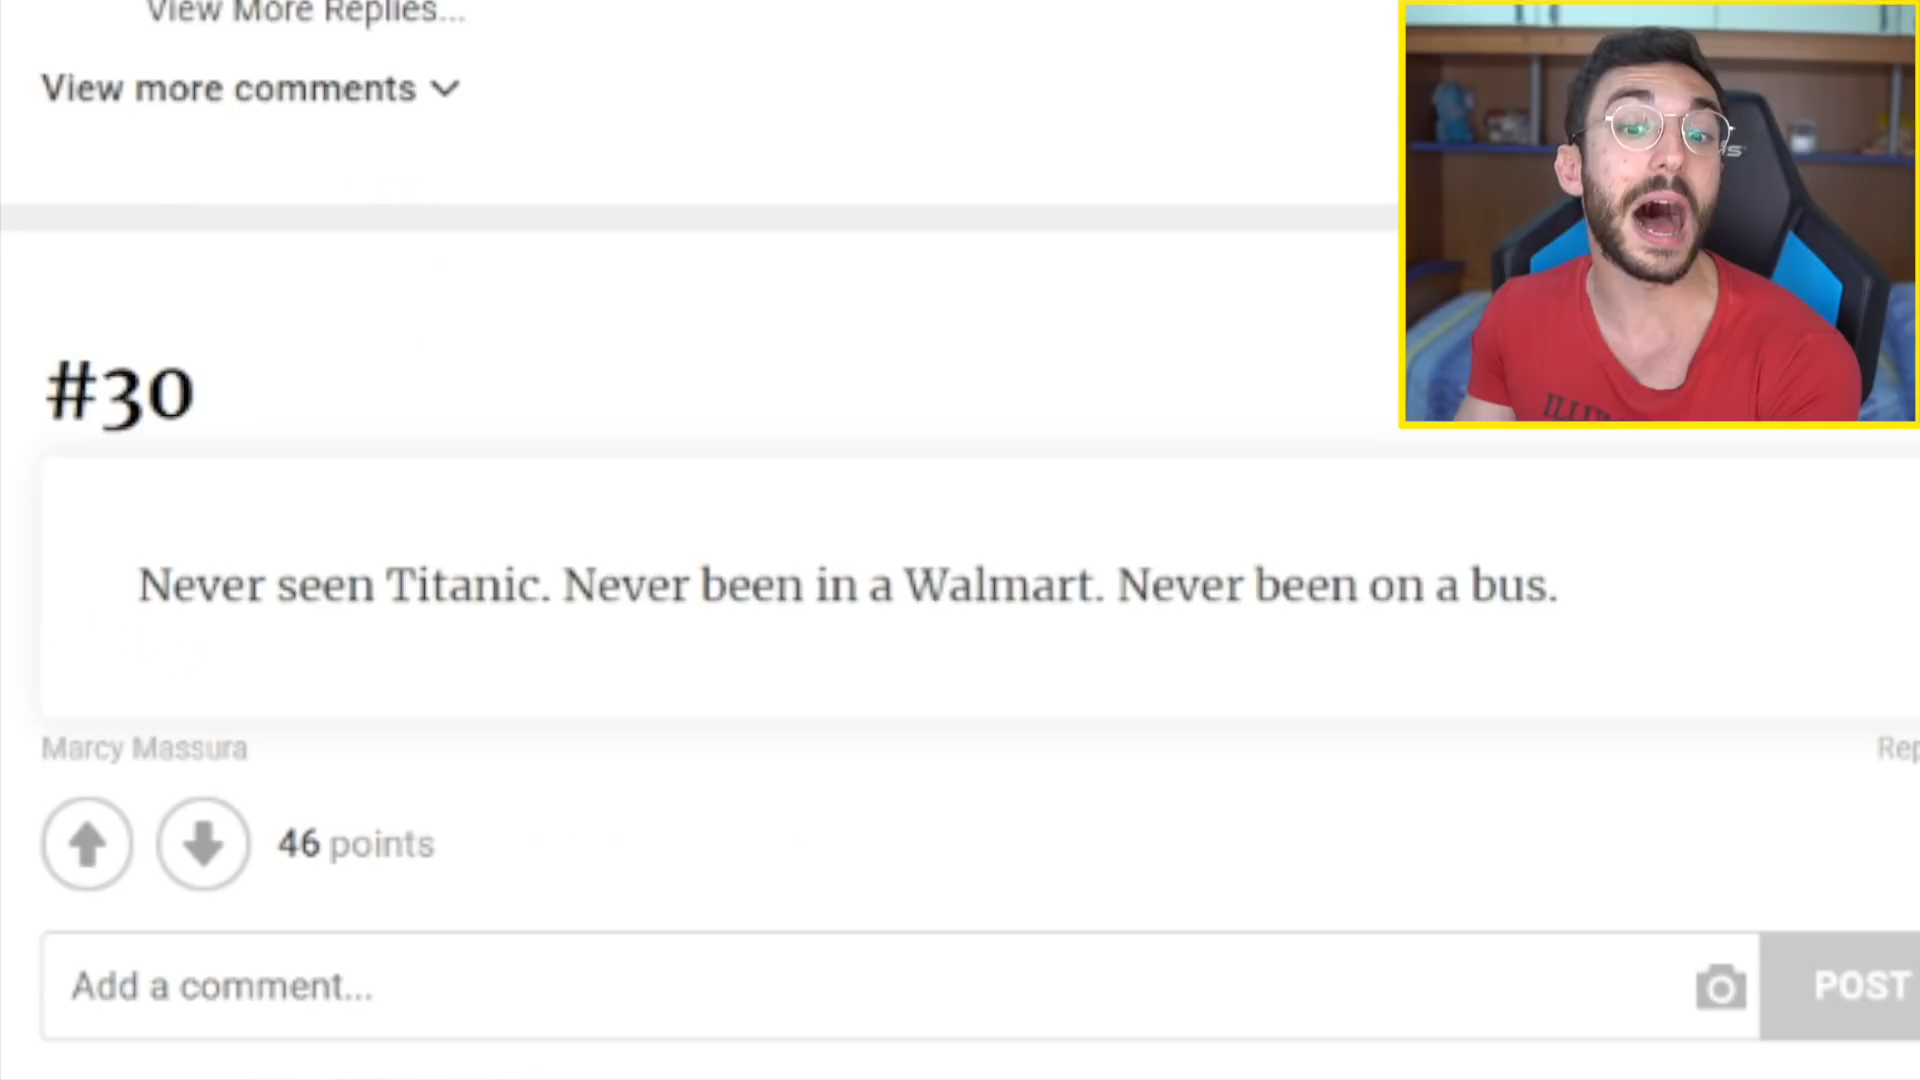 View More Replies...
View more comments
#30
Never seen Titanic. Never been in a Walmart. Never been on a bus.
Marcy Massura
46 points
Add a comment...
POST